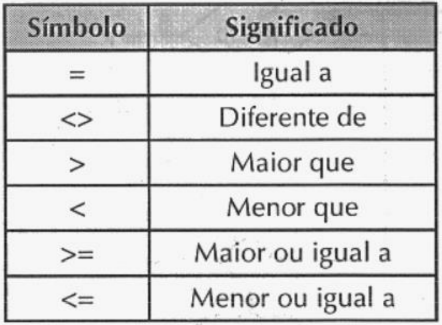 Símbolo Significado
= Igual a
<> Diferente de
> Maior que
< Menor que
>= Maior ou igual a
<= Menor ou igual a